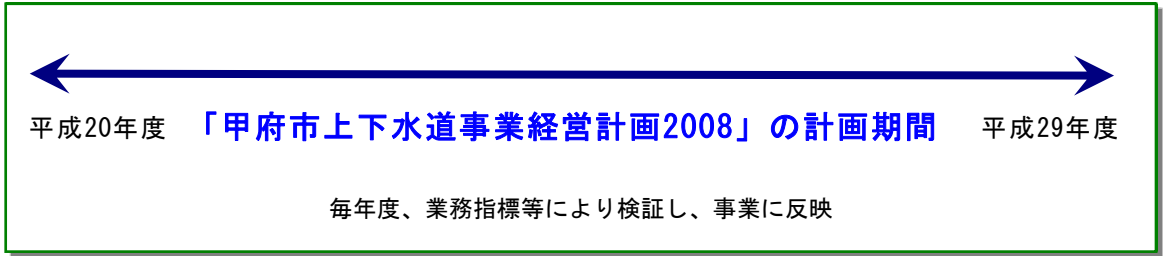 平成20年度 「甲府市上下水道事業経営計画2008」の計画期間 平成29年度
毎年度、業務指標等により検証し、事業に反映